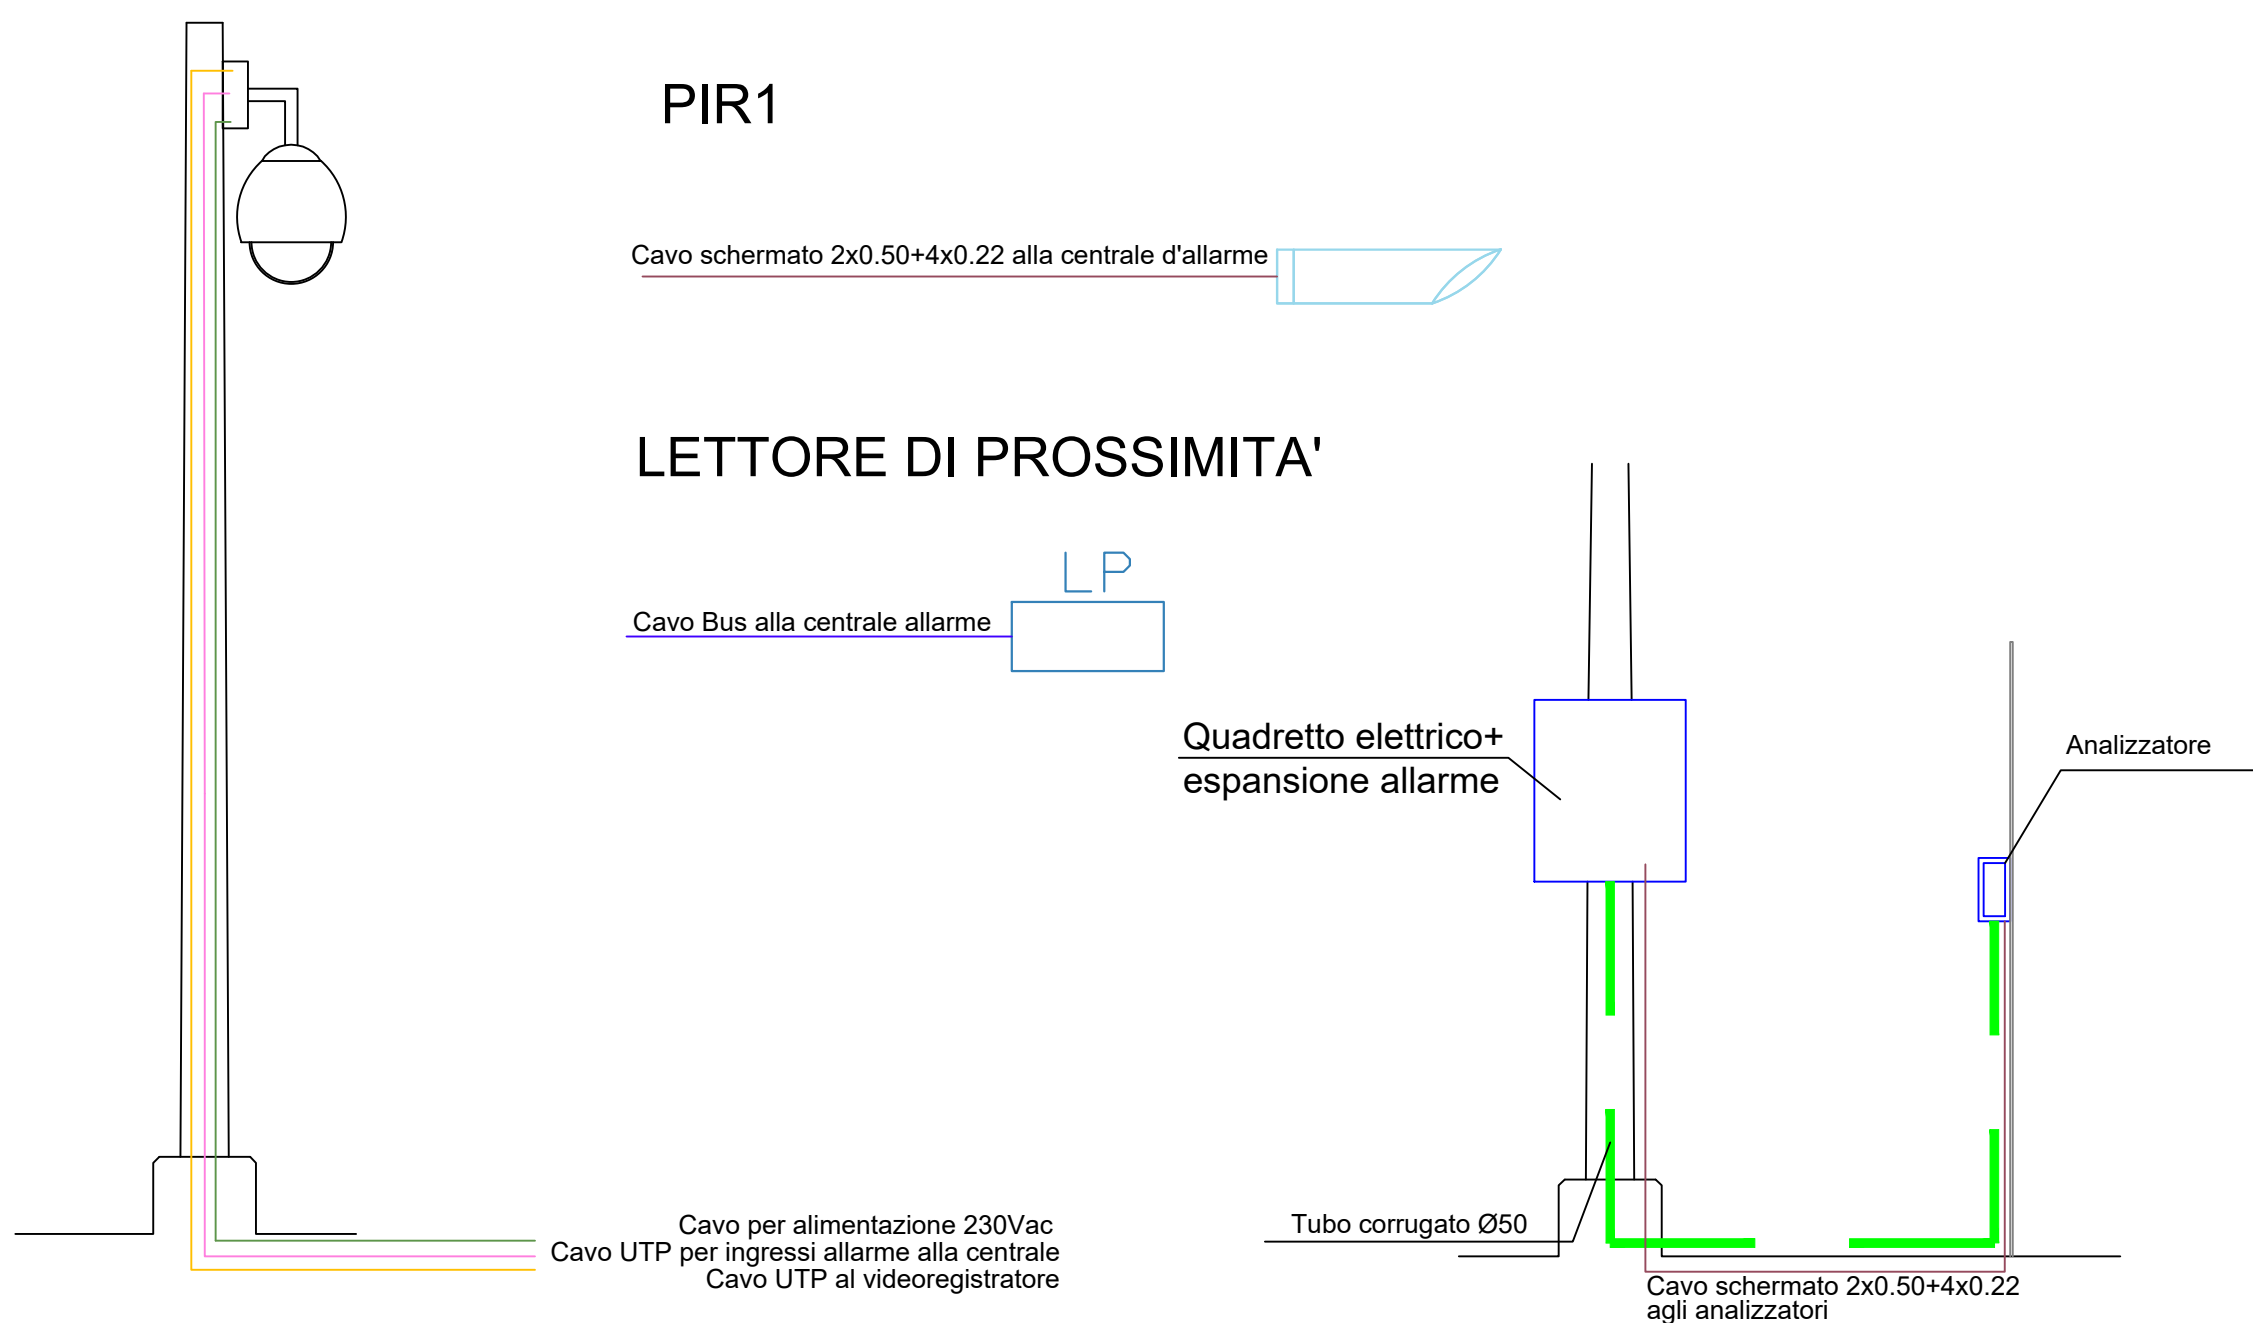 PIR1
Cavo schermato 2x0.50+4x0.22 alla centrale d'allarme
LETTORE DI PROSSIMITA'
LP
Cavo Bus alla centrale allarme
Quadretto elettrico+
espansione allarme
Analizzatore
Cavo per alimentazione 230Vac
Cavo UTP per ingressi allarme alla centrale
Cavo UTP al videoregistratore
Tubo corrugato Ø50
Cavo schermato 2x0.50+4x0.22
agli analizzatori